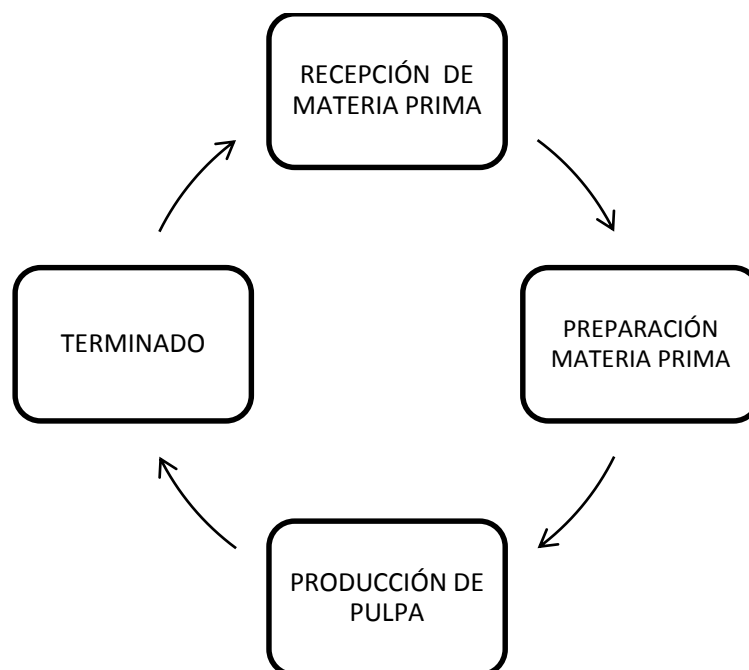 RECEPCIÓN DE
MATERIA PRIMA
PREPARACIÓN
MATERIA PRIMA
PRODUCCIÓN DE
PULPA
TERMINADO